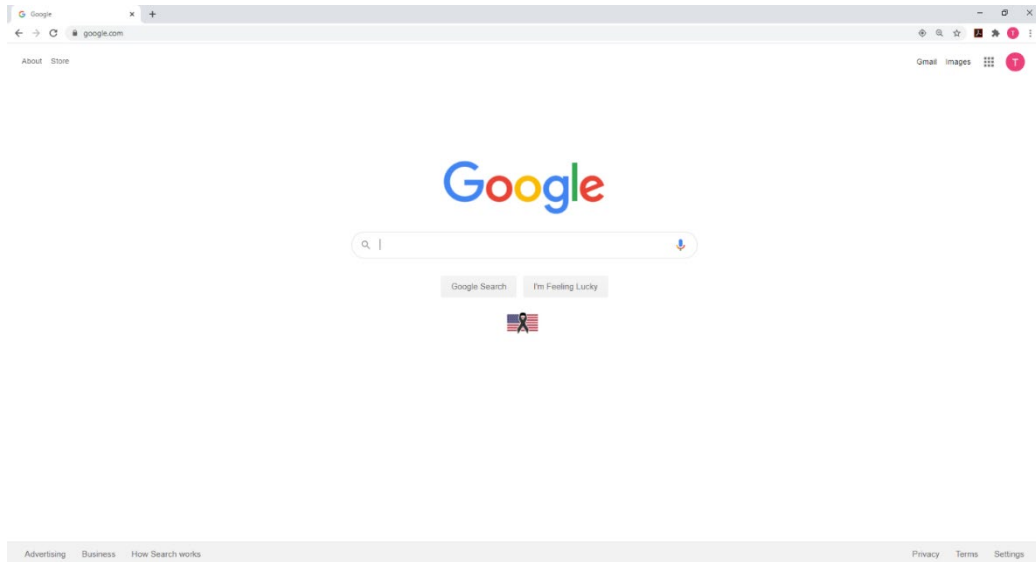 Google
google.com
T
About Store
Gmail Images
T
Google
Google Search
I'm Feeling Lucky
Advertising Business How Search works
Privacy Terms Settings